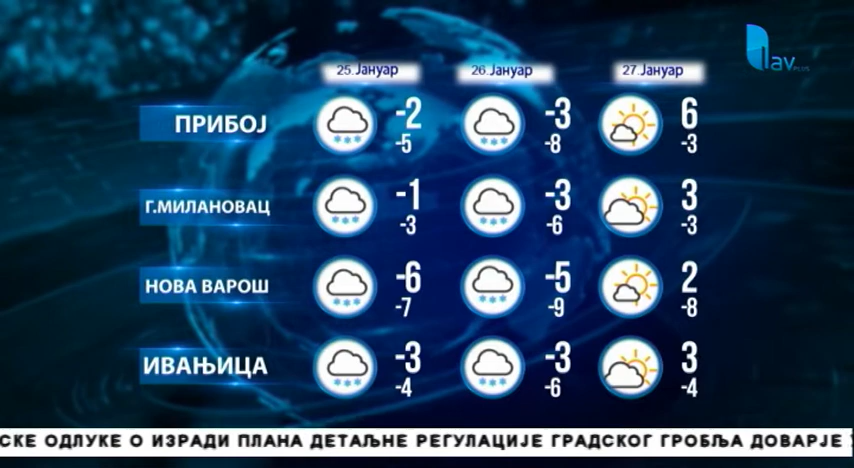 lav PLUS
25.Јануар 26.Јануар 27.Јануар
ПРИБОЈ -2 -5 -3 -8 6 -3
Г.МИЛАНОВАЦ -1 -3 -3 -6 3 -3
НОВА ВАРОШ -6 -7 -5 -9 2 -8
ИВАЊИЦА -3 -4 -3 -6 3 -4
СКЕ ОДЛУКЕ О ИЗРАДИ ПЛАНА ДЕТАЉНЕ РЕГУЛАЦИЈЕ ГРАДСКОГ ГРОБЉА ДОВАРЈЕ У